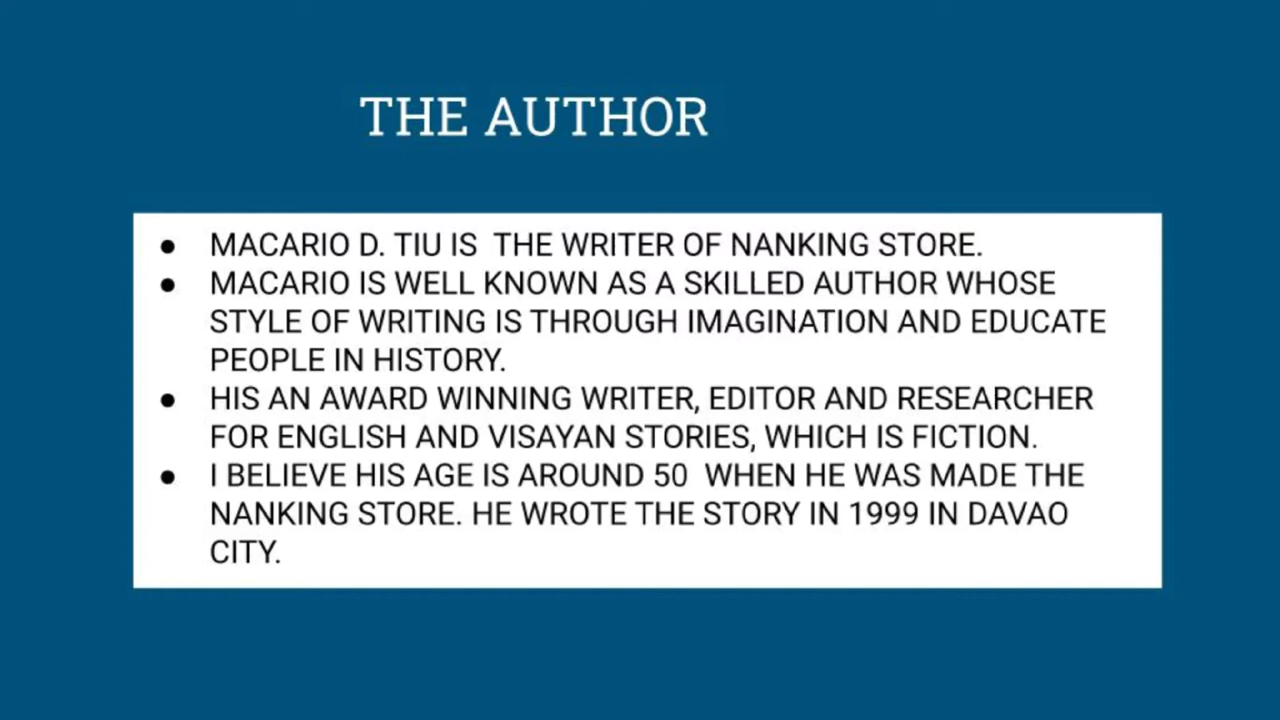 THE AUTHOR
● MACARIO D. TIU IS THE WRITER OF NANKING STORE.
● MACARIO IS WELL KNOWN AS A SKILLED AUTHOR WHOSE
STYLE OF WRITING IS THROUGH IMAGINATION AND EDUCATE
PEOPLE IN HISTORY.
● HIS AN AWARD WINNING WRITER, EDITOR AND RESEARCHER
FOR ENGLISH AND VISAYAN STORIES, WHICH IS FICTION.
● I BELIEVE HIS AGE IS AROUND 50 WHEN HE WAS MADE THE
NANKING STORE. HE WROTE THE STORY IN 1999 IN DAVAO
CITY.